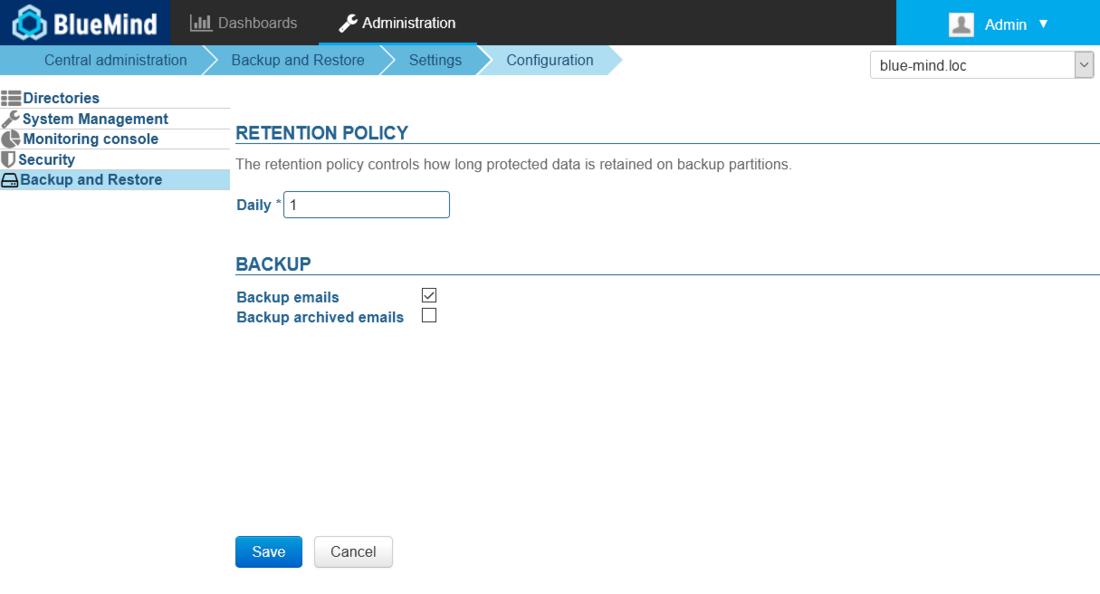 BlueMind Dashboards Administration Admin ▼
Central administration Backup and Restore Settings Configuration blue-mind.loc
Directories
System Management
Monitoring console
Security
Backup and Restore
RETENTION POLICY
The retention policy controls how long protected data is retained on backup partitions.
Daily * 1
BACKUP
Backup emails
Backup archived emails
Save Cancel